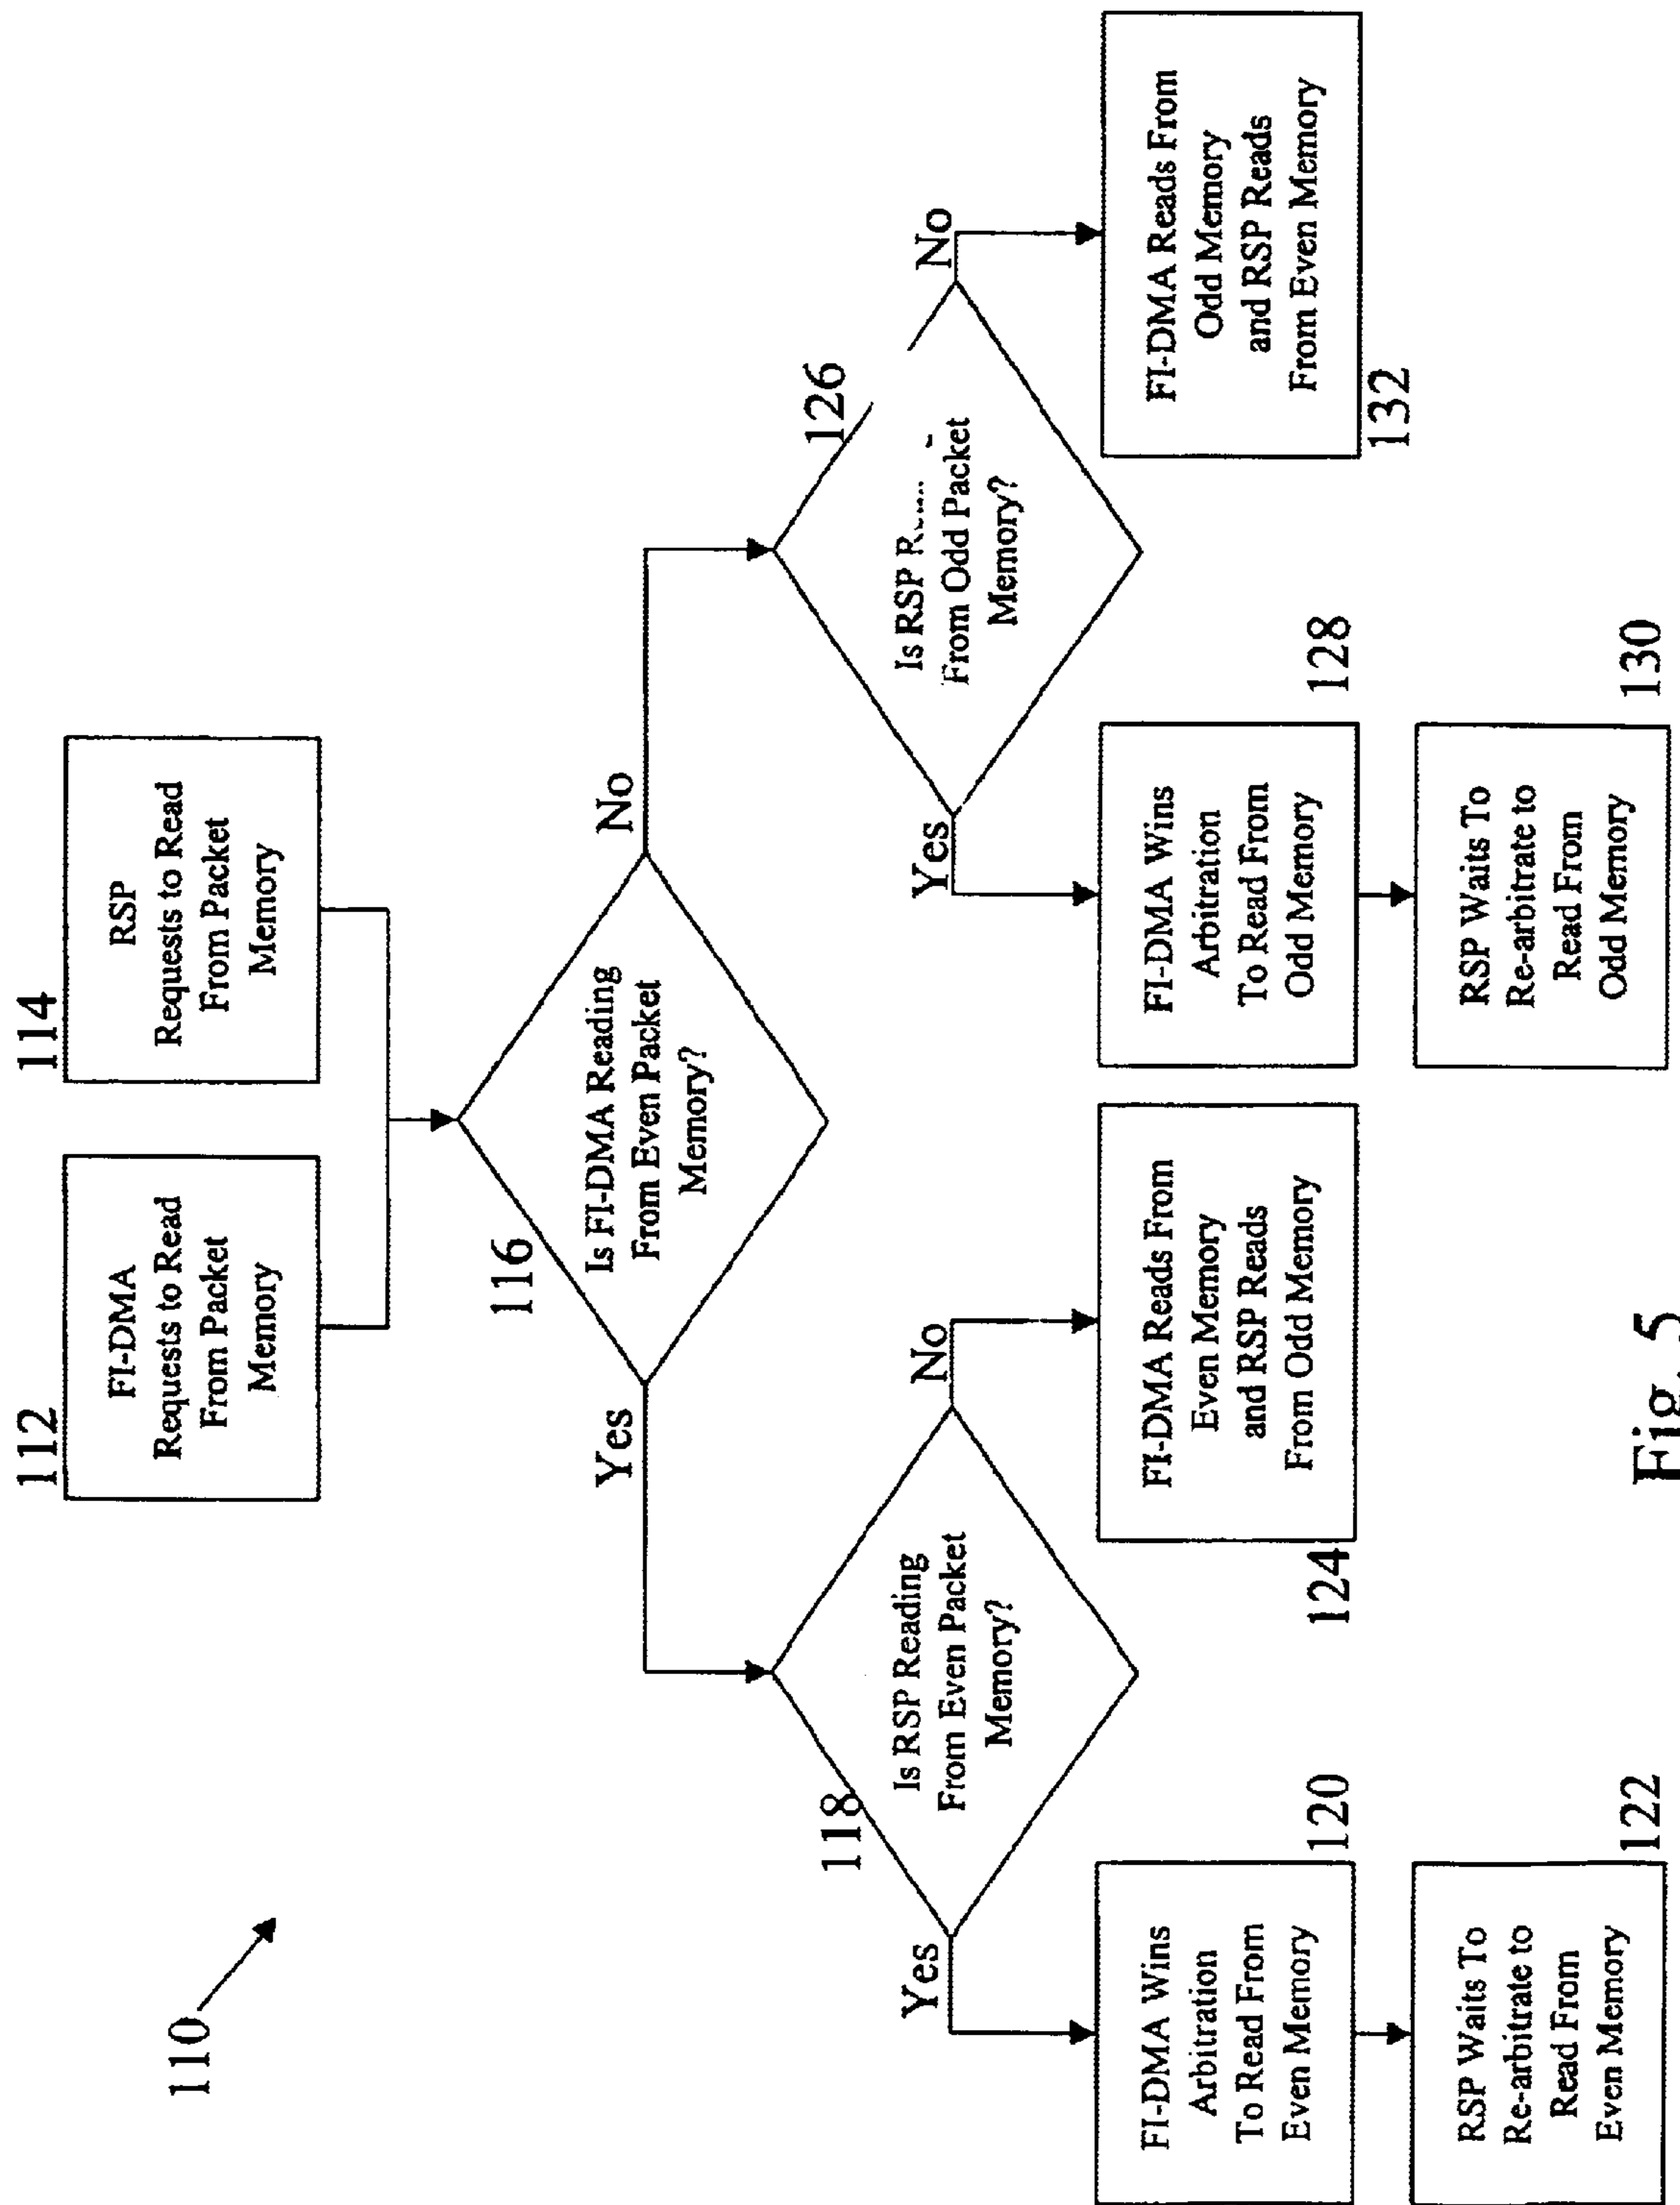 110
112
FI-DMA
Requests to Read
From Packet
Memory
114
RSP
Requests to Read
From Packet
Memory
116
Is FI-DMA Reading
From Even Packet
Memory?
Yes
No
118
Is RSP Reading
From Even Packet
Memory?
Yes
No
126
Is RSP
From Odd Packet
Memory?
Yes
No
FI-DMA Wins
Arbitration
To Read From
Even Memory
120
RSP Waits To
Re-arbitrate to
Read From
Even Memory
122
FI-DMA Reads From
Even Memory
and RSP Reads
From Odd Memory
124
FI-DMA Wins
Arbitration
To Read From
Odd Memory
128
RSP Waits To
Re-arbitrate to
Read From
Odd Memory
130
FI-DMA Reads From
Odd Memory
and RSP Reads
From Even Memory
132
Fig. 5